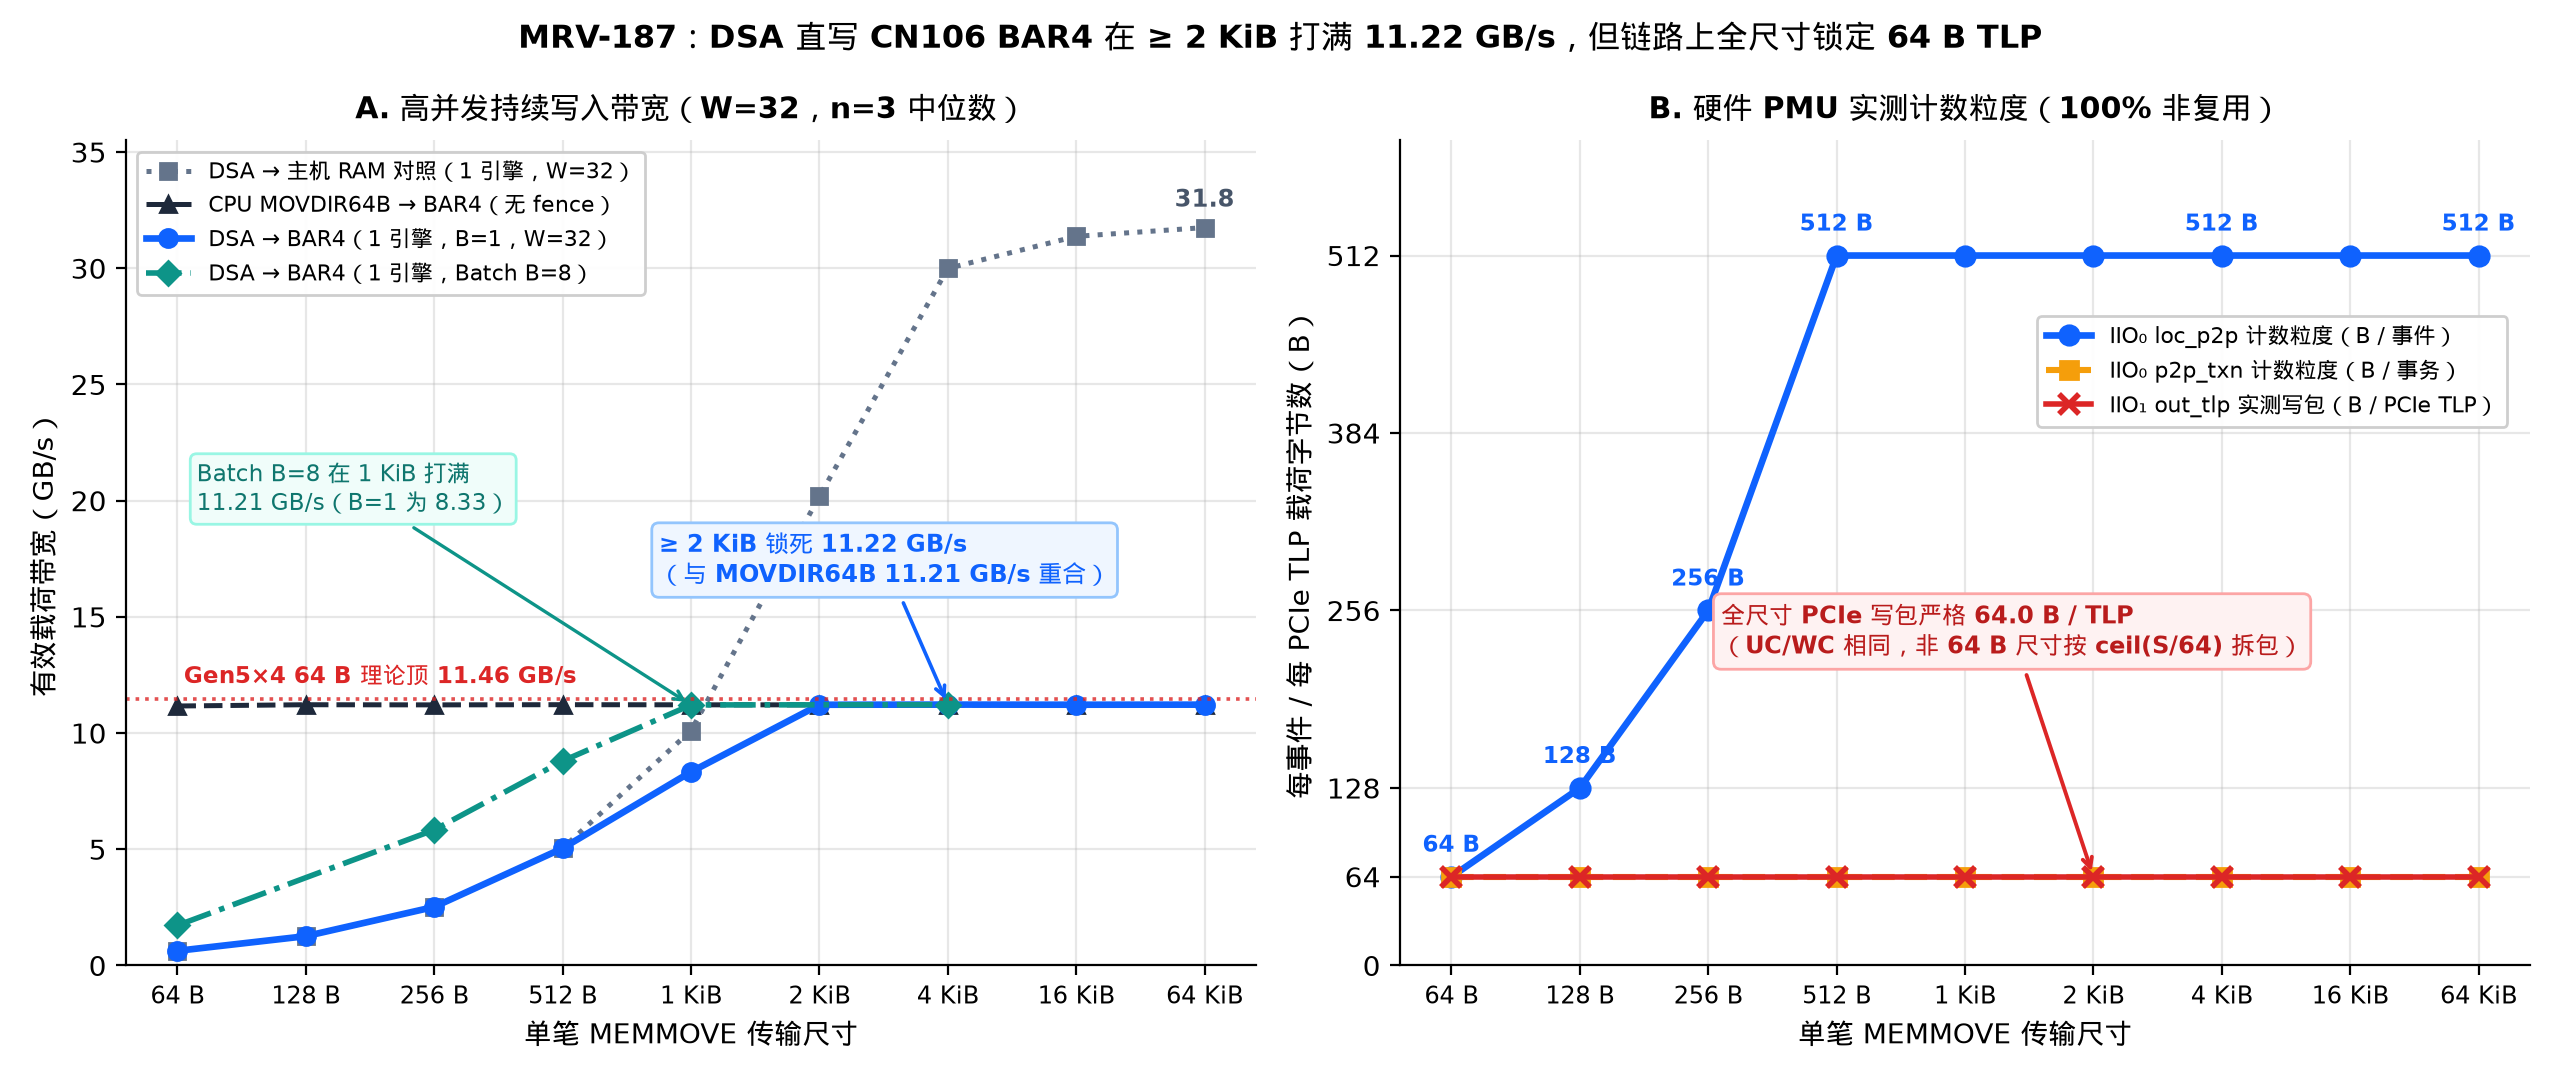 MRV-187：DSA 直写 CN106 BAR4 在 ≥ 2 KiB 打满 11.22 GB/s，但链路上全尺寸锁定 64 B TLP
A. 高并发持续写入带宽（W=32，n=3 中位数）
有效载荷带宽（GB/s）
35
30
25
20
15
10
5
0
DSA → 主机 RAM 对照（1 引擎，W=32）
CPU MOVDIR64B → BAR4（无 fence）
DSA → BAR4（1 引擎，B=1，W=32）
DSA → BAR4（1 引擎，Batch B=8）
31.8
Batch B=8 在 1 KiB 打满
11.21 GB/s（B=1 为 8.33）
≥ 2 KiB 锁死 11.22 GB/s
（与 MOVDIR64B 11.21 GB/s 重合）
Gen5×4 64 B 理论顶 11.46 GB/s
64 B 128 B 256 B 512 B 1 KiB 2 KiB 4 KiB 16 KiB 64 KiB
单笔 MEMMOVE 传输尺寸
B. 硬件 PMU 实测计数粒度（100% 非复用）
每事件 / 每 PCIe TLP 载荷字节数（B）
512
384
256
128
64
0
512 B 512 B 512 B
IIO₀ loc_p2p 计数粒度（B / 事件）
IIO₀ p2p_txn 计数粒度（B / 事务）
IIO₁ out_tlp 实测写包（B / PCIe TLP）
256 B
全尺寸 PCIe 写包严格 64.0 B / TLP
（UC/WC 相同，非 64 B 尺寸按 ceil(S/64) 拆包）
128 B
64 B
64 B 128 B 256 B 512 B 1 KiB 2 KiB 4 KiB 16 KiB 64 KiB
单笔 MEMMOVE 传输尺寸